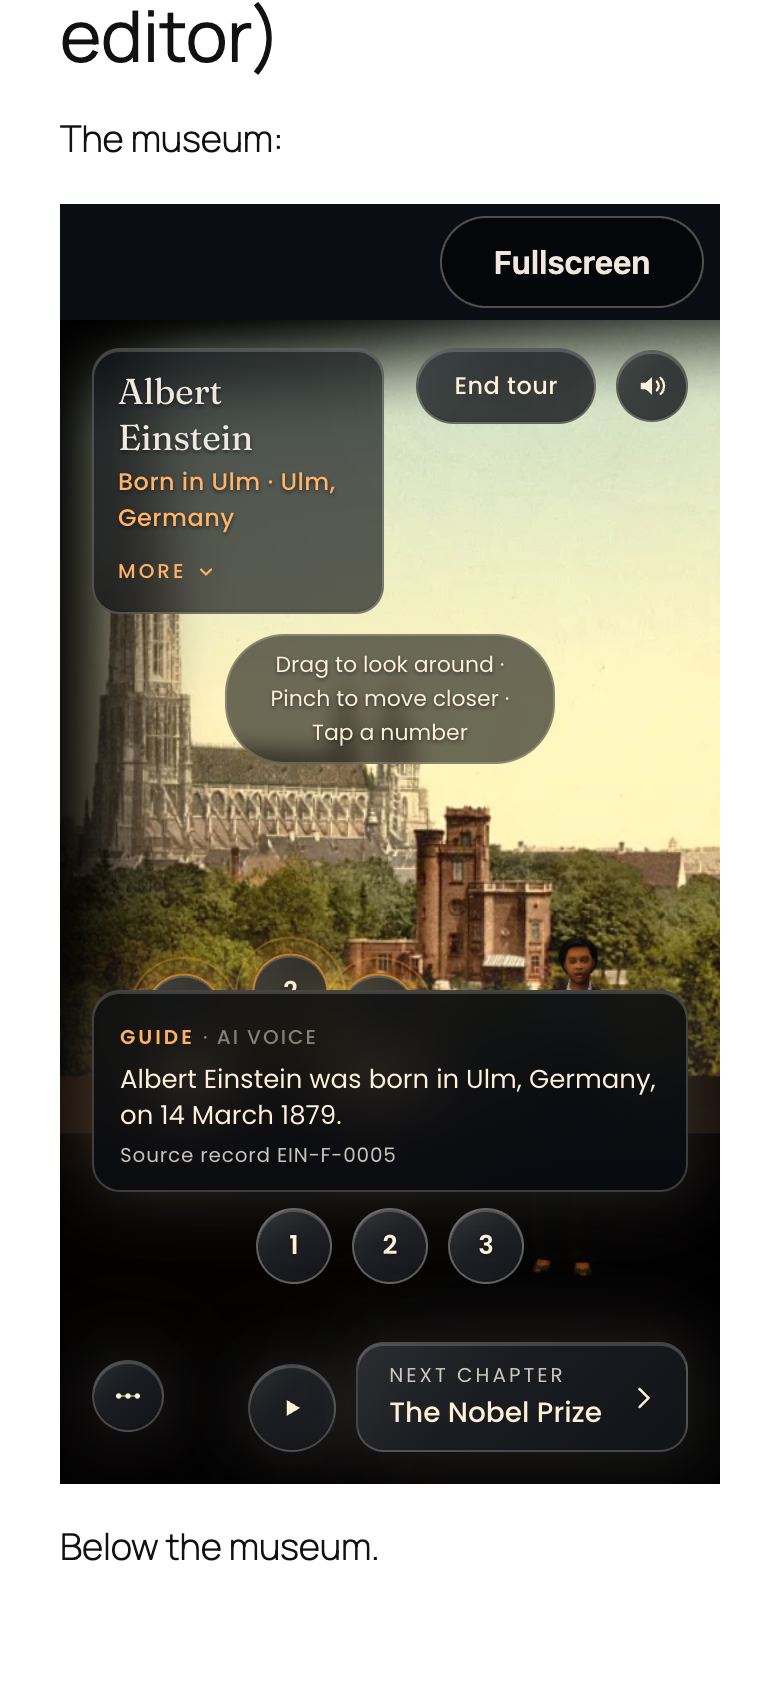 editor)
The museum:
Fullscreen
Albert
Einstein
Born in Ulm · Ulm,
Germany
MORE
End tour
Drag to look around ·
Pinch to move closer ·
Tap a number
2
GUIDE · AI VOICE
Albert Einstein was born in Ulm, Germany,
on 14 March 1879.
Source record EIN-F-0005
1 2 3
NEXT CHAPTER
The Nobel Prize
Below the museum.